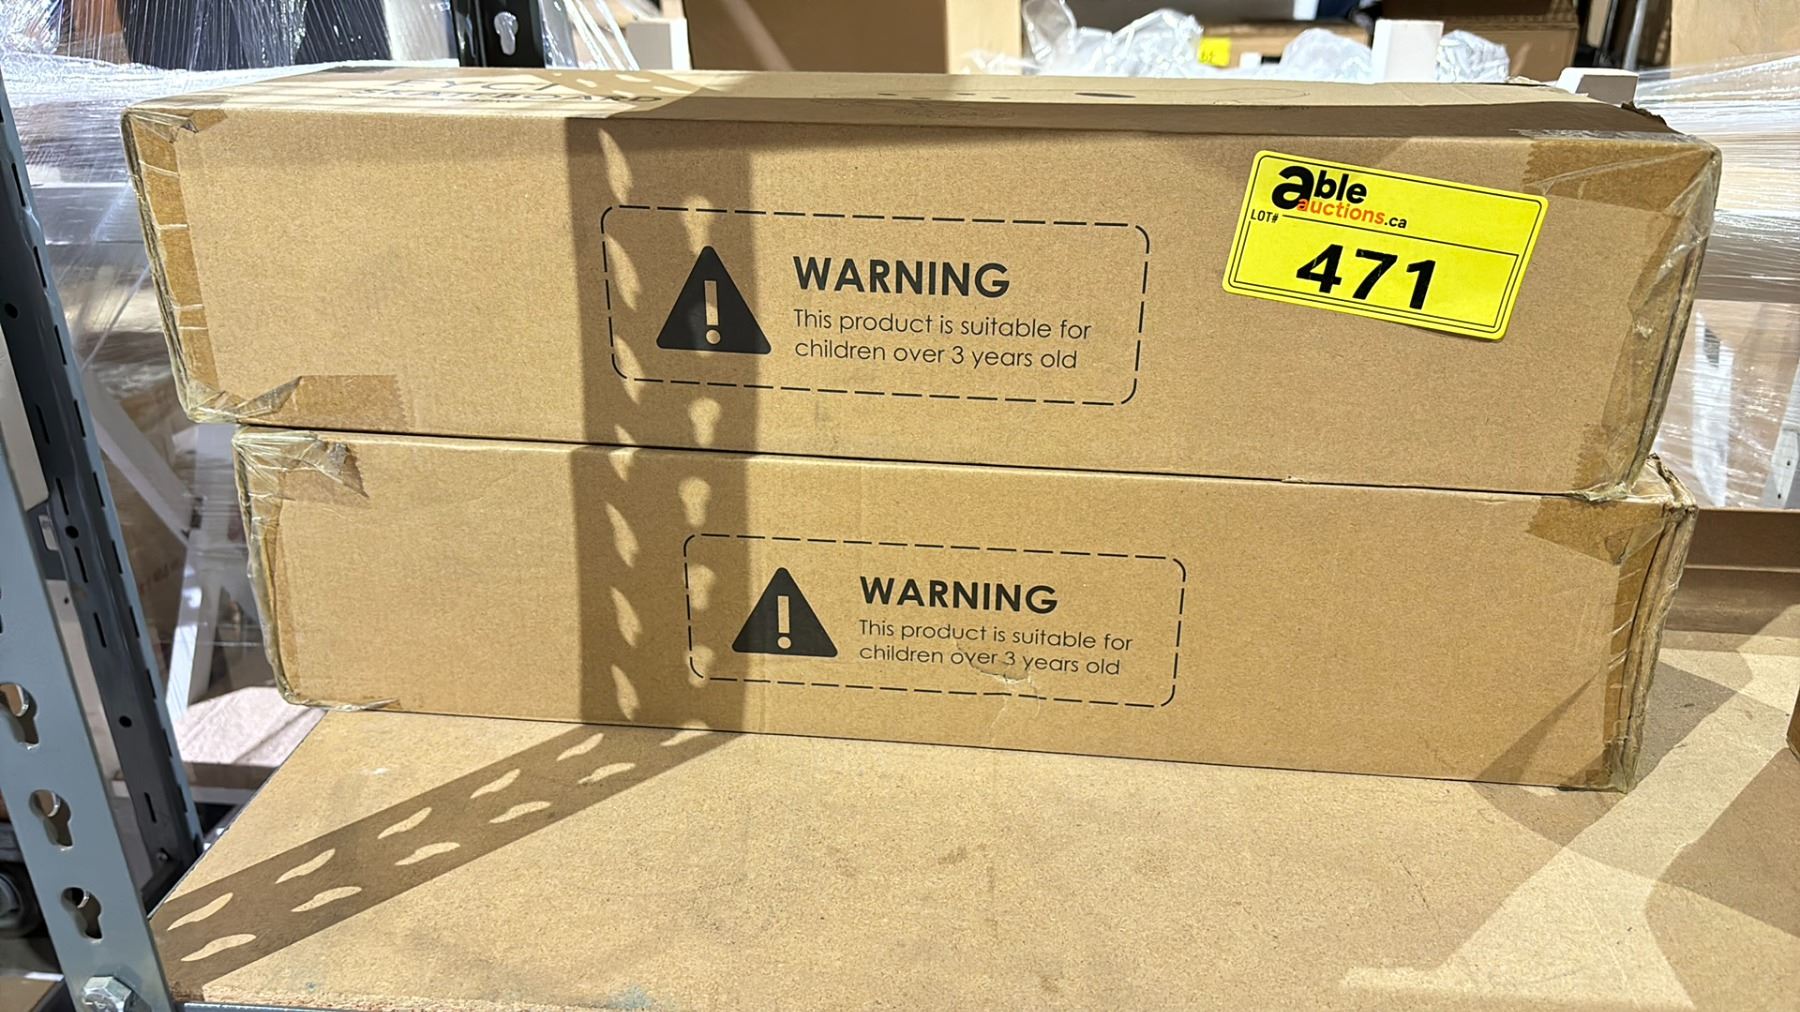 SKATEBOARD
able
auctions.ca
LOT#
471
WARNING
This product is suitable for
children over 3 years old
WARNING
This product is suitable for
children over 3 years old